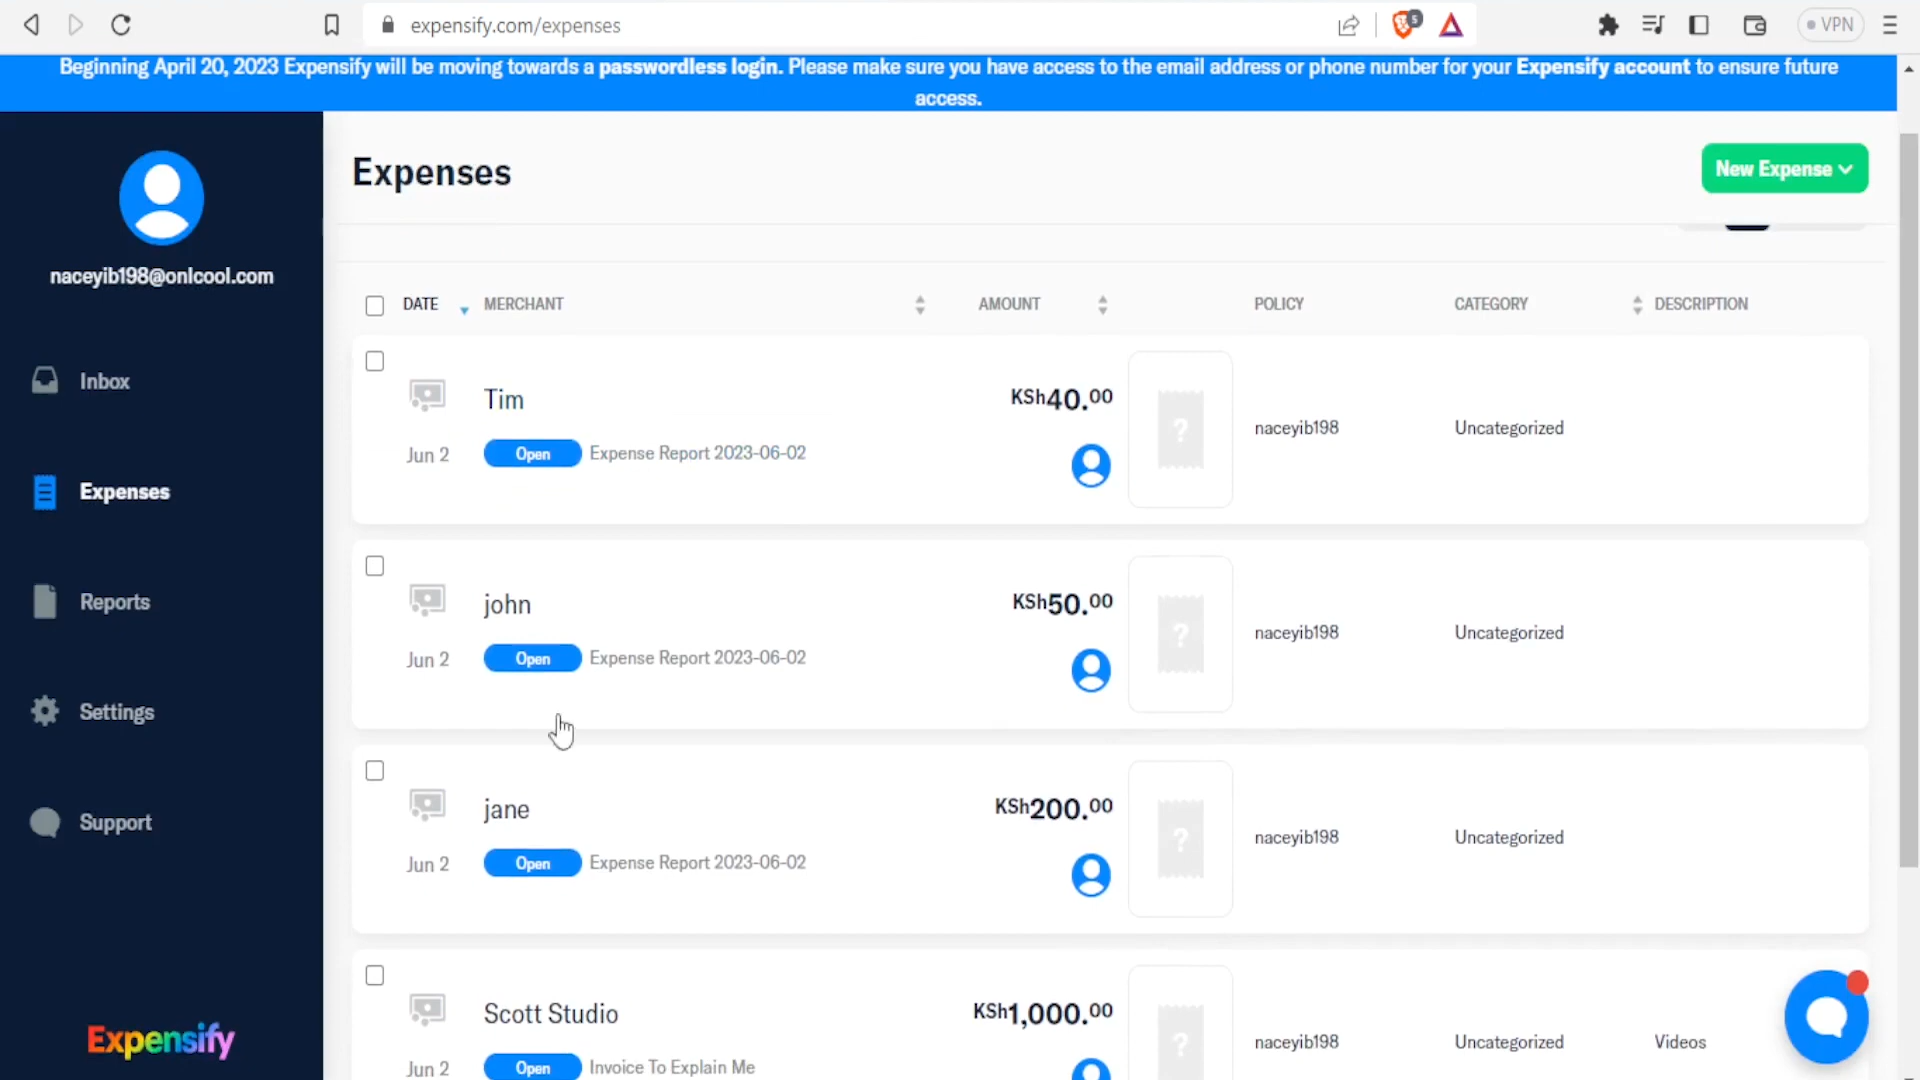 expensify.com/expenses
5
VPN
Beginning April 20, 2023 Expensify will be moving towards a passwordless login. Please make sure you have access to the email address or phone number for your Expensify account to ensure future
access.
naceyib198@onlcool.com
Inbox
Expenses
Reports
Settings
Support
Expensify
Expenses
New Expense
DATE MERCHANT AMOUNT POLICY CATEGORY DESCRIPTION
Tim KSh40.00
Jun 2 Open Expense Report 2023-06-02
naceyib198 Uncategorized
?
john KSh50.00
Jun 2 Open Expense Report 2023-06-02
naceyib198 Uncategorized
?
jane KSh200.00
Jun 2 Open Expense Report 2023-06-02
naceyib198 Uncategorized
?
Scott Studio KSh1,000.00
Jun 2 Open Invoice To Explain Me
naceyib198 Uncategorized Videos
?